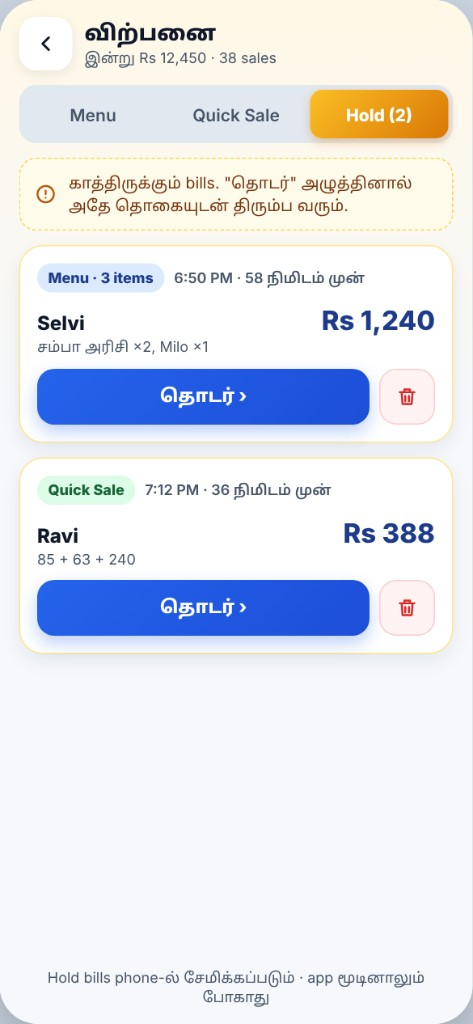 விற்பனை
இன்று Rs 12,450 · 38 sales
Menu
Quick Sale
Hold (2)
காத்திருக்கும் bills. "தொடர்" அழுத்தினால்
அதே தொகையுடன் திரும்ப வரும்.
Menu · 3 items
6:50 PM · 58 நிமிடம் முன்
Selvi
Rs 1,240
சம்பா அரிசி ×2, Milo ×1
தொடர் ›
Quick Sale
7:12 PM · 36 நிமிடம் முன்
Ravi
Rs 388
85 + 63 + 240
தொடர் ›
Hold bills phone-ல் சேமிக்கப்படும் · app மூடினாலும்
போகாது